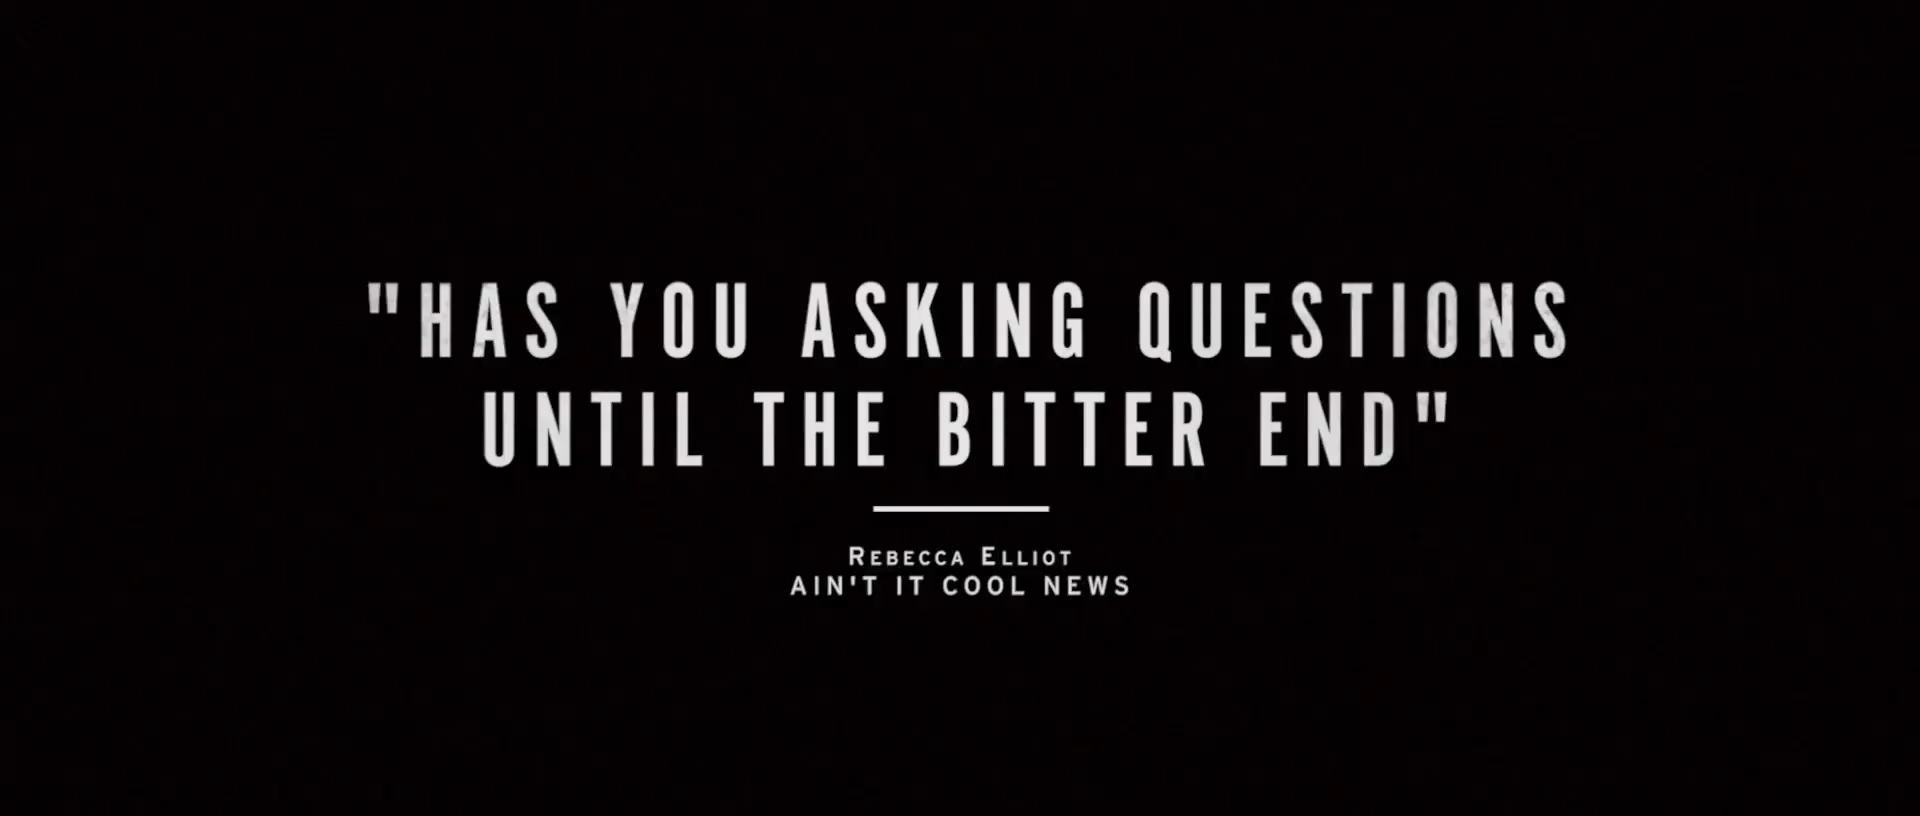 "HAS YOU ASKING QUESTIONS
UNTIL THE BITTER END"
REBECCA ELLIOT
AIN'T IT COOL NEWS